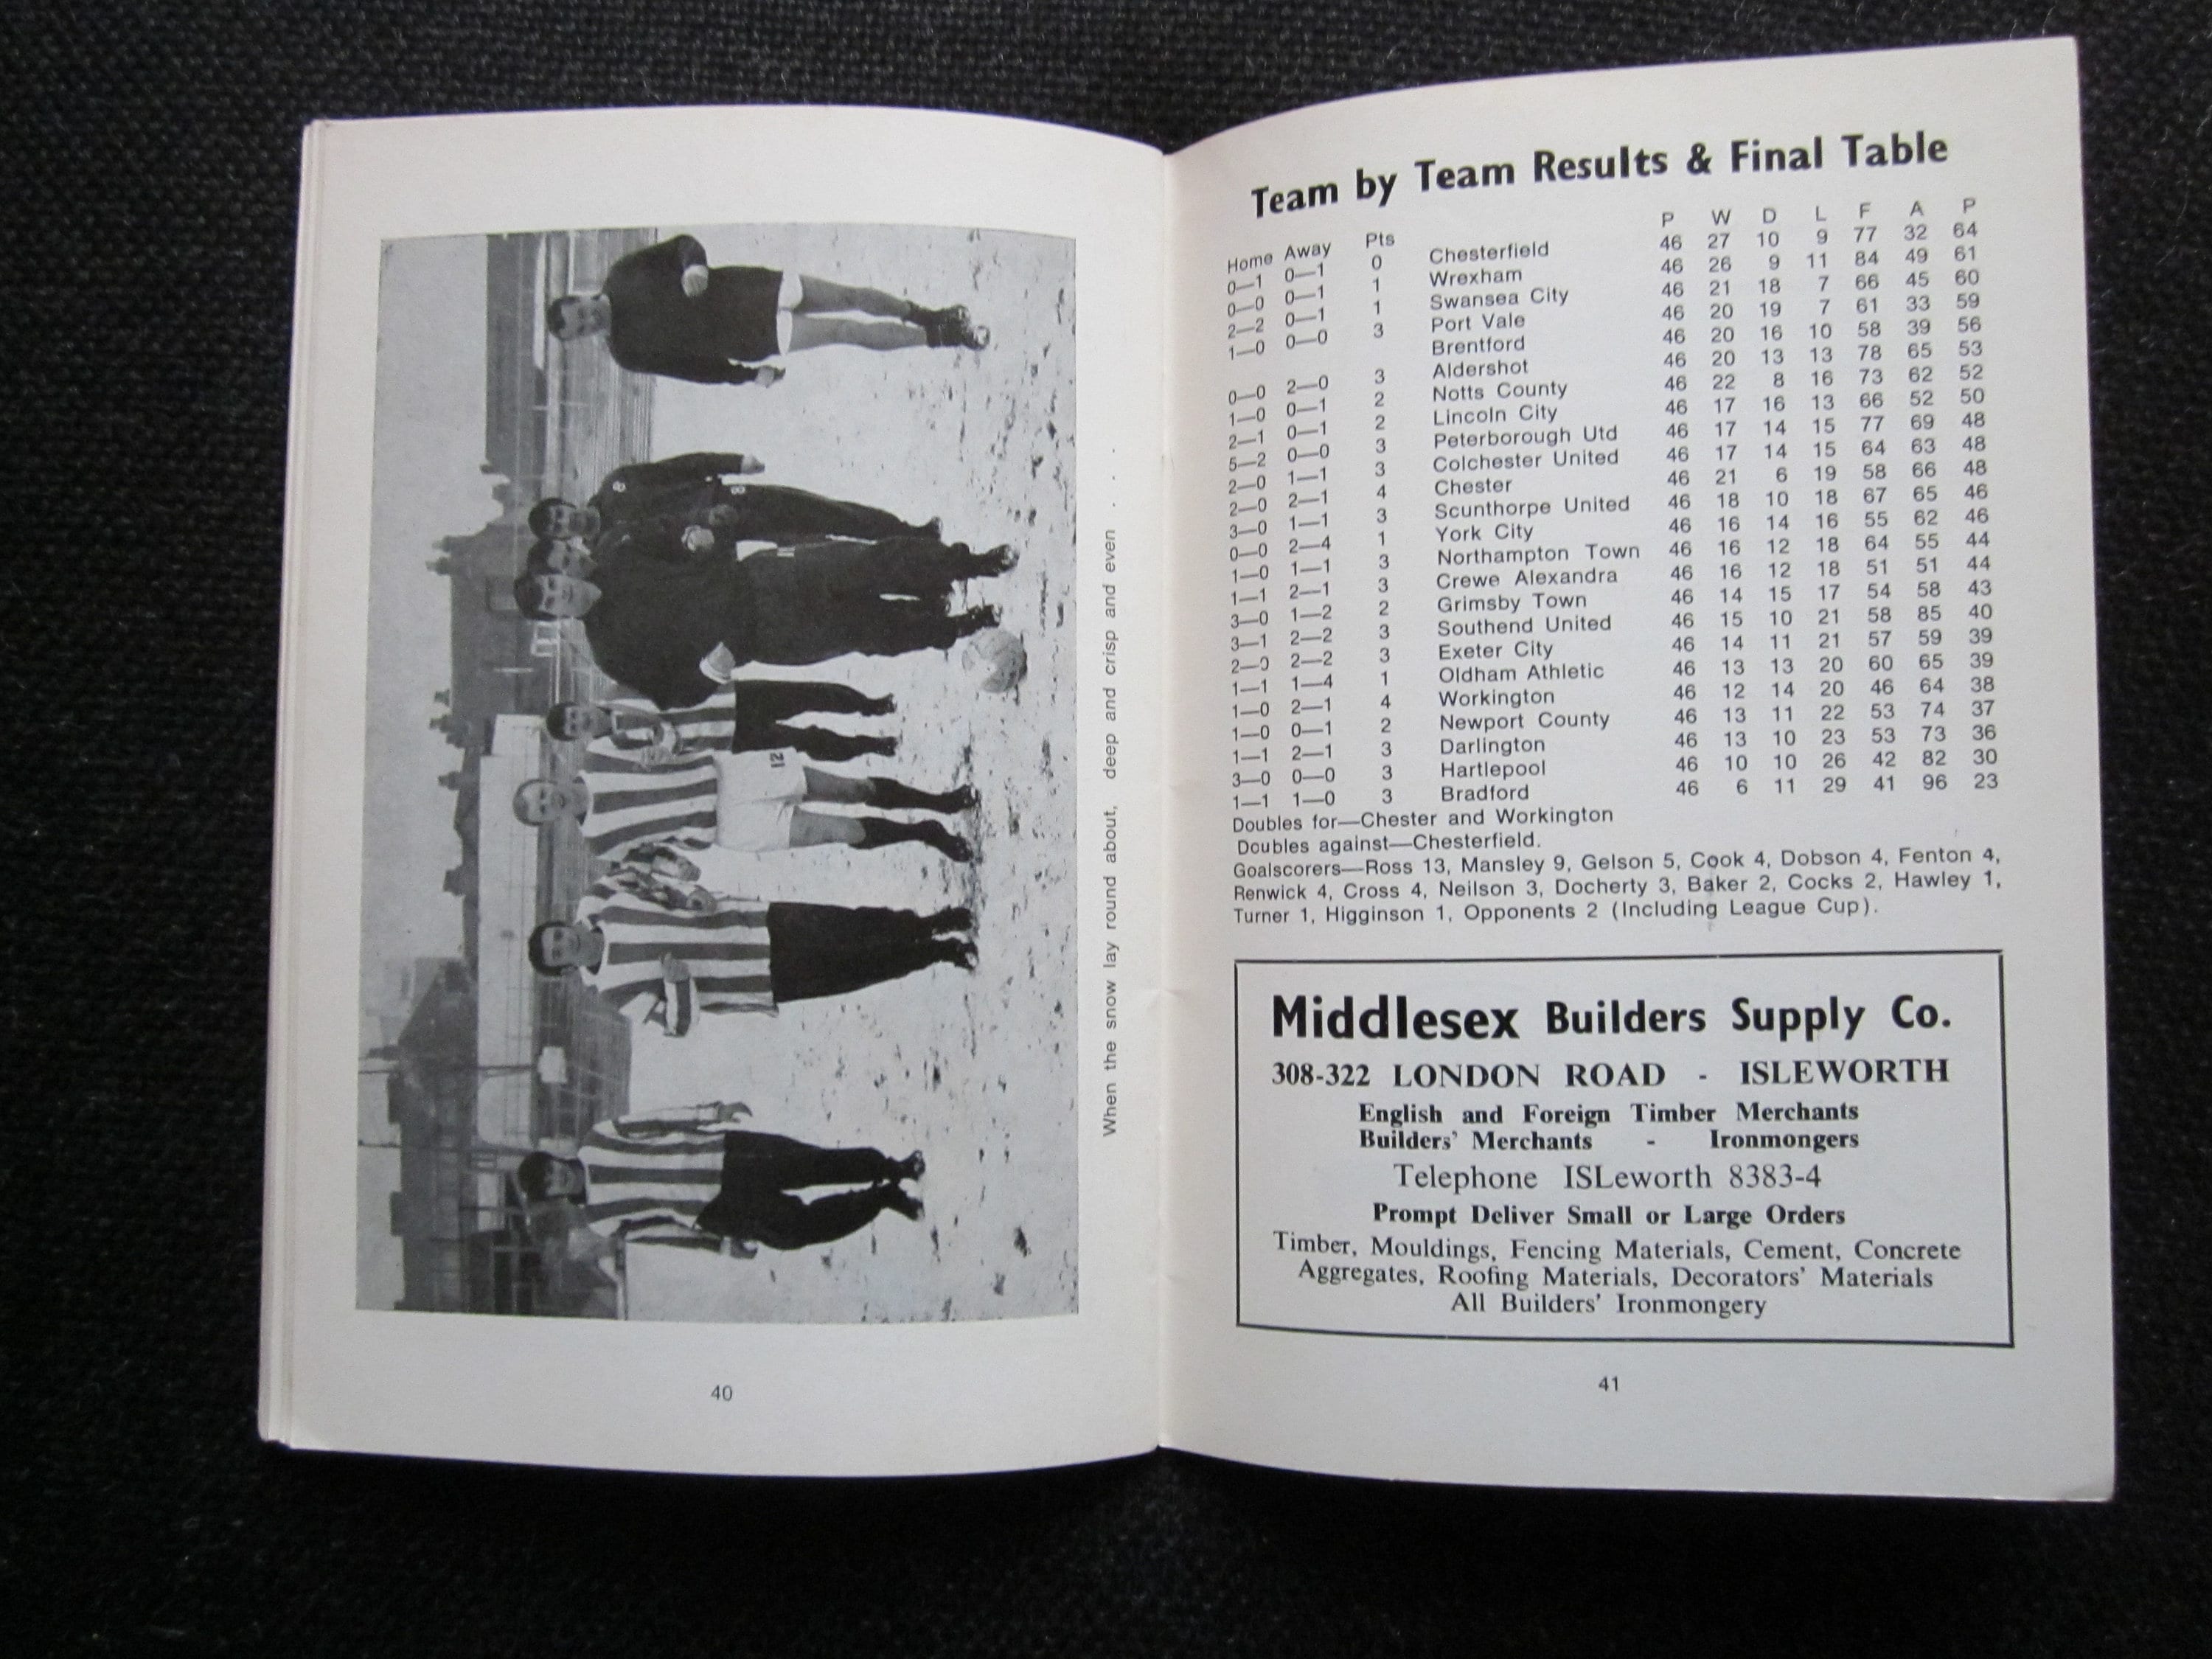 When the snow lay round about, deep and crisp and even . . .
40
Team by Team Results & Final Table
Home Away Pts P W D L F A P
0—1 0—1 0 Chesterfield 46 27 10 9 77 32 64
0—0 0—1 1 Wrexham 46 26 9 11 84 49 61
2—2 0—1 1 Swansea City 46 21 18 7 66 45 60
1—0 0—0 3 Port Vale 46 20 19 7 61 33 59
Brentford 46 20 16 10 58 39 56
0—0 2—0 3 Aldershot 46 20 13 13 78 65 53
1—0 0—1 2 Notts County 46 22 8 16 73 62 52
2—1 0—1 2 Lincoln City 46 17 16 13 66 52 50
5—2 0—0 3 Peterborough Utd 46 17 14 15 77 69 48
2—0 1—1 3 Colchester United 46 17 14 15 64 63 48
2—0 2—1 4 Chester 46 21 6 19 58 66 48
3—0 1—1 3 Scunthorpe United 46 18 10 18 67 65 46
0—0 2—4 1 York City 46 16 14 16 55 62 46
1—0 1—1 3 Northampton Town 46 16 12 18 64 55 44
1—1 2—1 3 Crewe Alexandra 46 16 12 18 51 51 44
3—0 1—2 2 Grimsby Town 46 14 15 17 54 58 43
3—1 2—2 3 Southend United 46 15 10 21 58 85 40
2—0 2—2 3 Exeter City 46 14 11 21 57 59 39
1—1 1—4 1 Oldham Athletic 46 13 13 20 60 65 39
1—0 2—1 4 Workington 46 12 14 20 46 64 38
1—0 0—1 2 Newport County 46 13 11 22 53 74 37
1—1 2—1 3 Darlington 46 13 10 23 53 73 36
3—0 0—0 3 Hartlepool 46 10 10 26 42 82 30
1—1 1—0 3 Bradford 46 6 11 29 41 96 23
Doubles for—Chester and Workington
Doubles against—Chesterfield.
Goalscorers—Ross 13, Mansley 9, Gelson 5, Cook 4, Dobson 4, Fenton 4,
Renwick 4, Cross 4, Neilson 3, Docherty 3, Baker 2, Cocks 2, Hawley 1,
Turner 1, Higginson 1, Opponents 2 (Including League Cup).
Middlesex Builders Supply Co.
308-322 LONDON ROAD - ISLEWORTH
English and Foreign Timber Merchants
Builders' Merchants - Ironmongers
Telephone ISLeworth 8383-4
Prompt Deliver Small or Large Orders
Timber, Mouldings, Fencing Materials, Cement, Concrete
Aggregates, Roofing Materials, Decorators' Materials
All Builders' Ironmongery
41